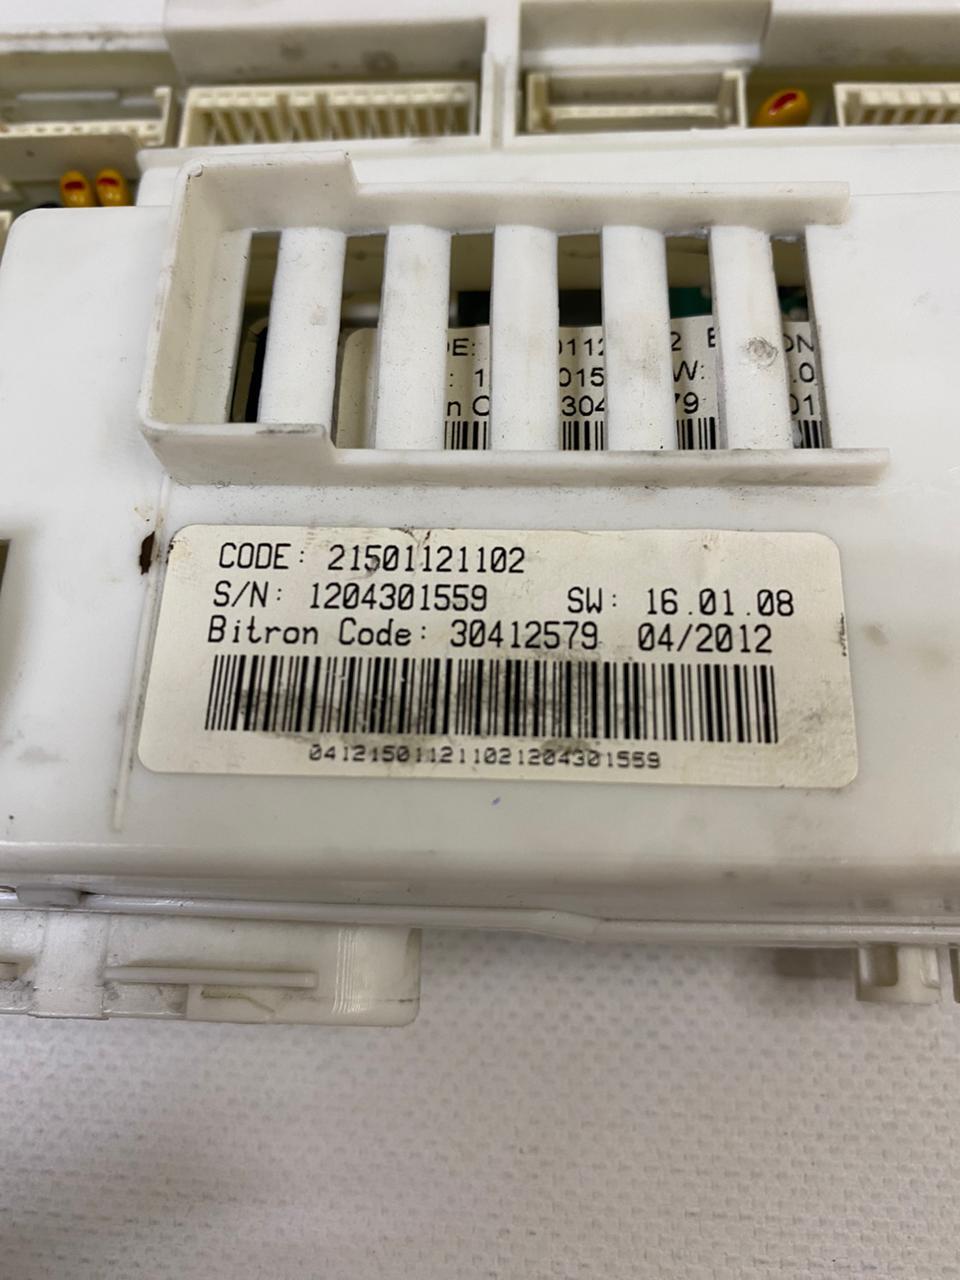 CODE: 21501121102
S/N: 1204301559 SW: 16.01.08
Bitron Code: 30412579 04/2012
041215011211021204301559